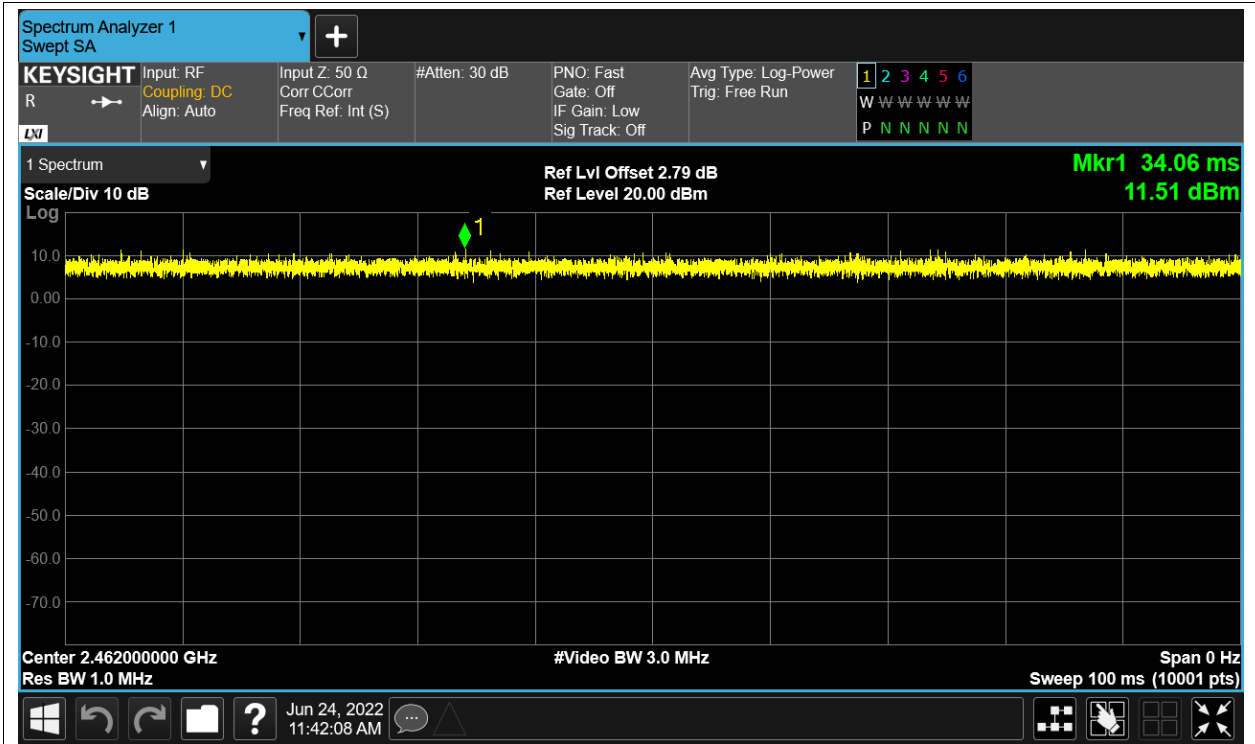 Spectrum Analyzer 1
Swept SA
+
KEYSIGHT
R
LXI
Input: RF
Coupling: DC
Align: Auto
Input Z: 50 Ω
Corr CCorr
Freq Ref: Int (S)
#Atten: 30 dB
PNO: Fast
Gate: Off
IF Gain: Low
Sig Track: Off
Avg Type: Log-Power
Trig: Free Run
1 2 3 4 5 6
W W W W W W
P N N N N N
1 Spectrum
Scale/Div 10 dB
Log
Ref Lvl Offset 2.79 dB
Ref Level 20.00 dBm
Mkr1 34.06 ms
11.51 dBm
1
10.0
0.00
-10.0
-20.0
-30.0
-40.0
-50.0
-60.0
-70.0
Center 2.462000000 GHz
Res BW 1.0 MHz
#Video BW 3.0 MHz
Span 0 Hz
Sweep 100 ms (10001 pts)
?
Jun 24, 2022
11:42:08 AM